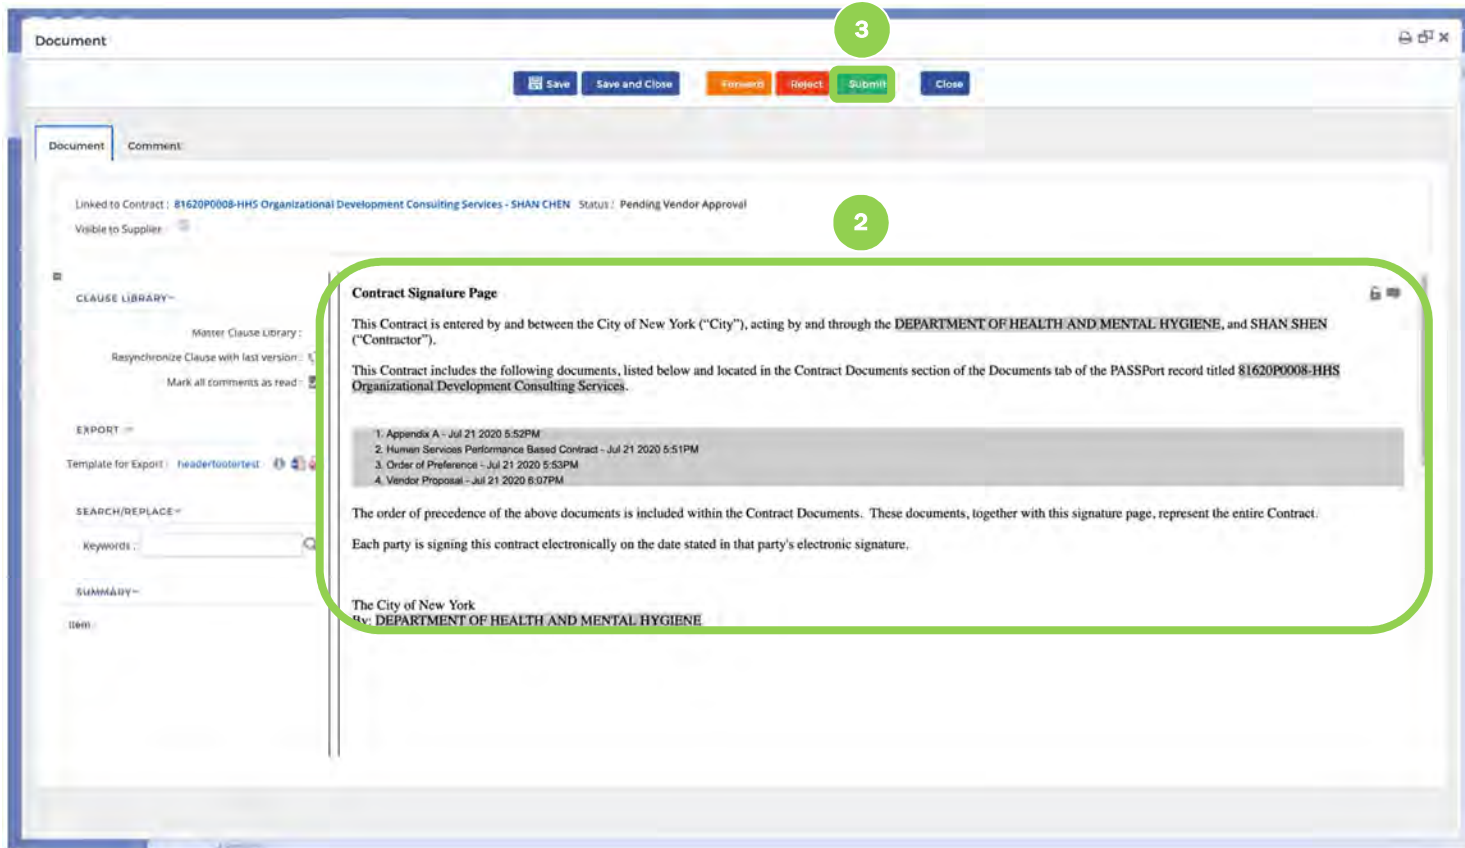 3
Document
Save
Save and Close
Forward
Reject
Submit
Close
Document
Comment
Linked to Contract : 81620P0008-HHS Organizational Development Consulting Services - SHAN CHEN Status : Pending Vendor Approval
Visible to Supplier
2
CLAUSE LIBRARY
Master Clause Library :
Resynchronize Clause with last version :
Mark all comments as read :
EXPORT
Template for Export : headerfootertest
SEARCH/REPLACE
Keywords :
SUMMARY
Item
Contract Signature Page
This Contract is entered by and between the City of New York (“City”), acting by and through the DEPARTMENT OF HEALTH AND MENTAL HYGIENE, and SHAN SHEN
(“Contractor”).
This Contract includes the following documents, listed below and located in the Contract Documents section of the Documents tab of the PASSPort record titled 81620P0008-HHS
Organizational Development Consulting Services.
1. Appendix A - Jul 21 2020 5:52PM
2. Human Services Performance Based Contract - Jul 21 2020 5:51PM
3. Order of Preference - Jul 21 2020 5:53PM
4. Vendor Proposal - Jul 21 2020 6:07PM
The order of precedence of the above documents is included within the Contract Documents. These documents, together with this signature page, represent the entire Contract.
Each party is signing this contract electronically on the date stated in that party's electronic signature.
The City of New York
By: DEPARTMENT OF HEALTH AND MENTAL HYGIENE